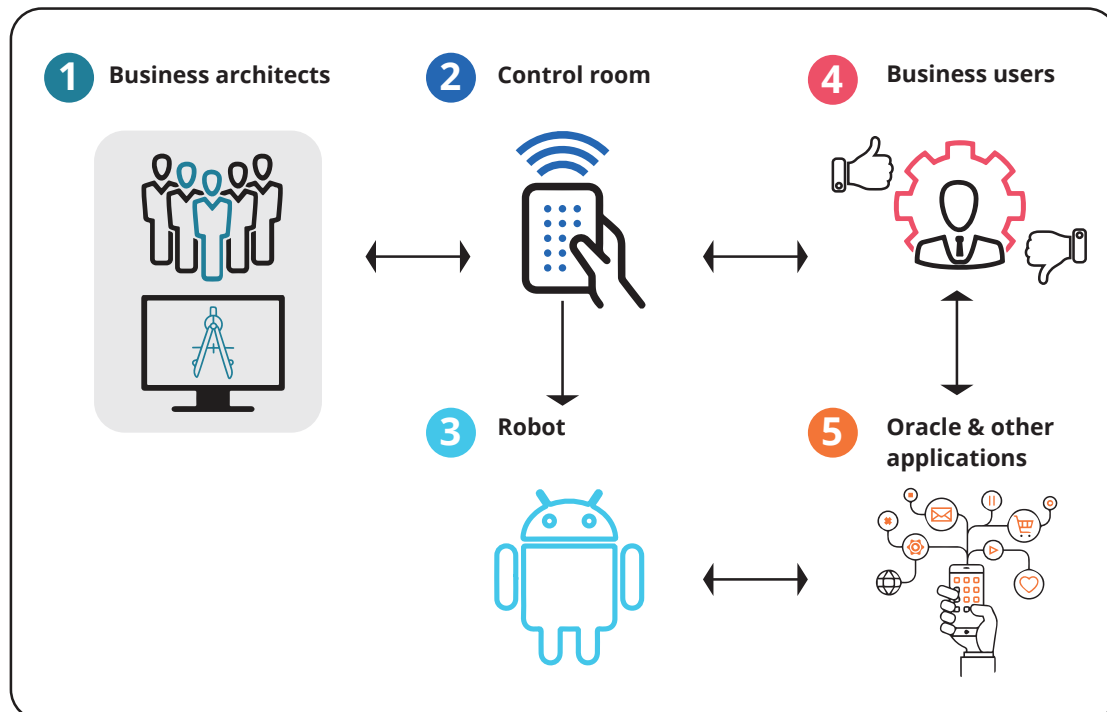 1 Business architects
2 Control room
4 Business users
3 Robot
5 Oracle & other
applications